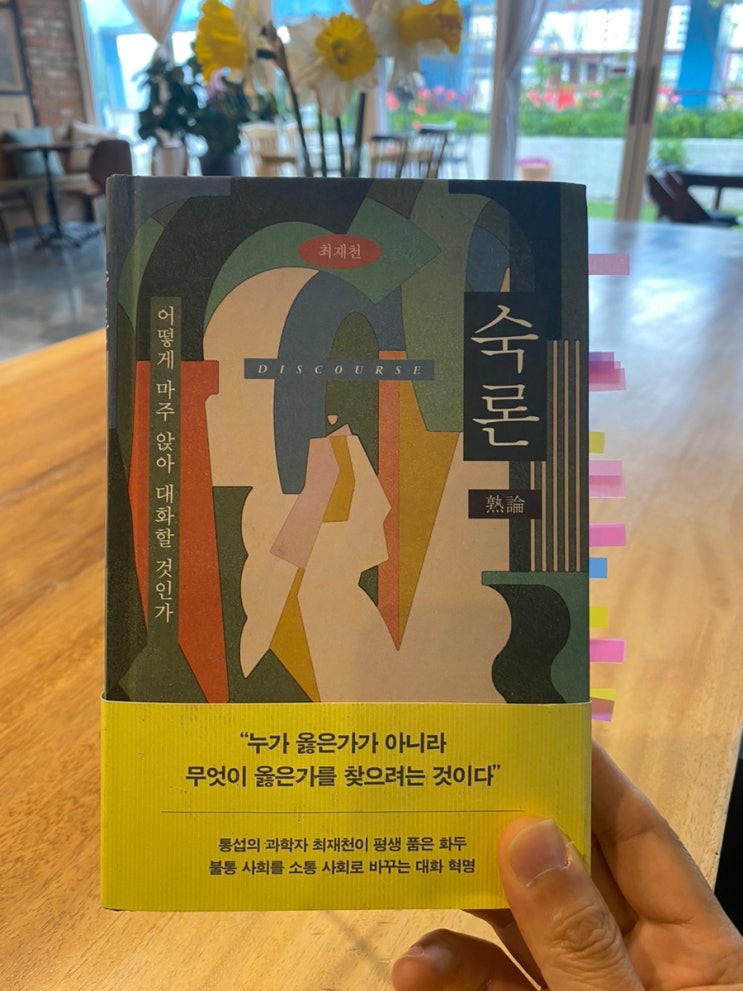 최재천
숙론
DISCOURSE
熟論
어떻게 마주 앉아 대화할 것인가
“누가 옳은가가 아니라
무엇이 옳은가를 찾으려는 것이다”
통섭의 과학자 최재천이 평생 품은 화두
불통 사회를 소통 사회로 바꾸는 대화 혁명